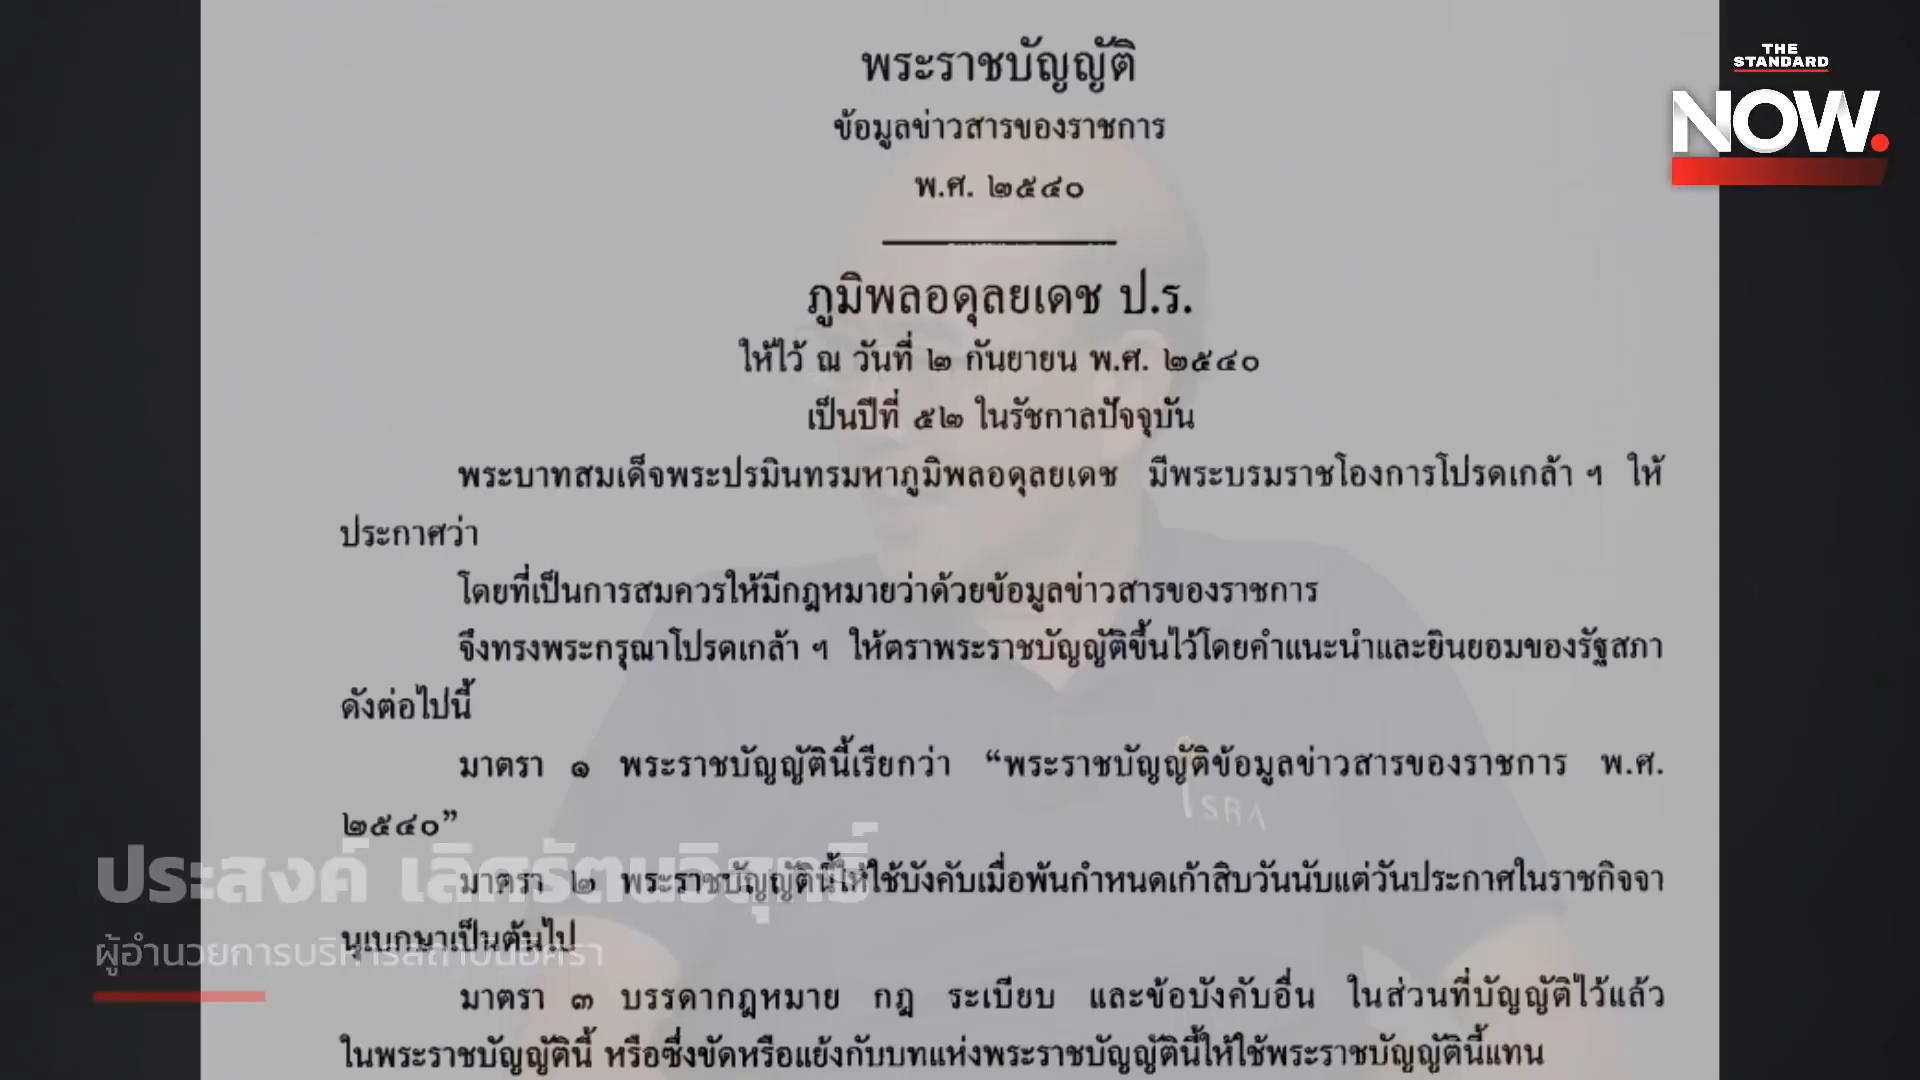 THE
STANDARD
NOW.
พระราชบัญญัติ
ข้อมูลข่าวสารของราชการ
พ.ศ. ๒๕๔๐
ภูมิพลอดุลยเดช ป.ร.
ให้ไว้ ณ วันที่ ๒ กันยายน พ.ศ. ๒๕๔๐
เป็นปีที่ ๕๒ ในรัชกาลปัจจุบัน
พระบาทสมเด็จพระปรมินทรมหาภูมิพลอดุลยเดช มีพระบรมราชโองการโปรดเกล้า ฯ ให้
ประกาศว่า
โดยที่เป็นการสมควรให้มีกฎหมายว่าด้วยข้อมูลข่าวสารของราชการ
จึงทรงพระกรุณาโปรดเกล้า ฯ ให้ตราพระราชบัญญัติขึ้นไว้โดยคำแนะนำและยินยอมของรัฐสภา
ดังต่อไปนี้
มาตรา ๑ พระราชบัญญัตินี้เรียกว่า “พระราชบัญญัติข้อมูลข่าวสารของราชการ พ.ศ.
๒๕๔๐”
ISRA
ประสงค์ เลิศรัตนวิสุทธิ์
มาตรา ๒ พระราชบัญญัตินี้ให้ใช้บังคับเมื่อพ้นกำหนดเก้าสิบวันนับแต่วันประกาศในราชกิจจา
นุเบกษาเป็นต้นไป
ผู้อำนวยการบริหารสถาบันอิศรา
มาตรา ๓ บรรดากฎหมาย กฎ ระเบียบ และข้อบังคับอื่น ในส่วนที่บัญญัติไว้แล้ว
ในพระราชบัญญัตินี้ หรือซึ่งขัดหรือแย้งกับบทแห่งพระราชบัญญัตินี้ให้ใช้พระราชบัญญัตินี้แทน